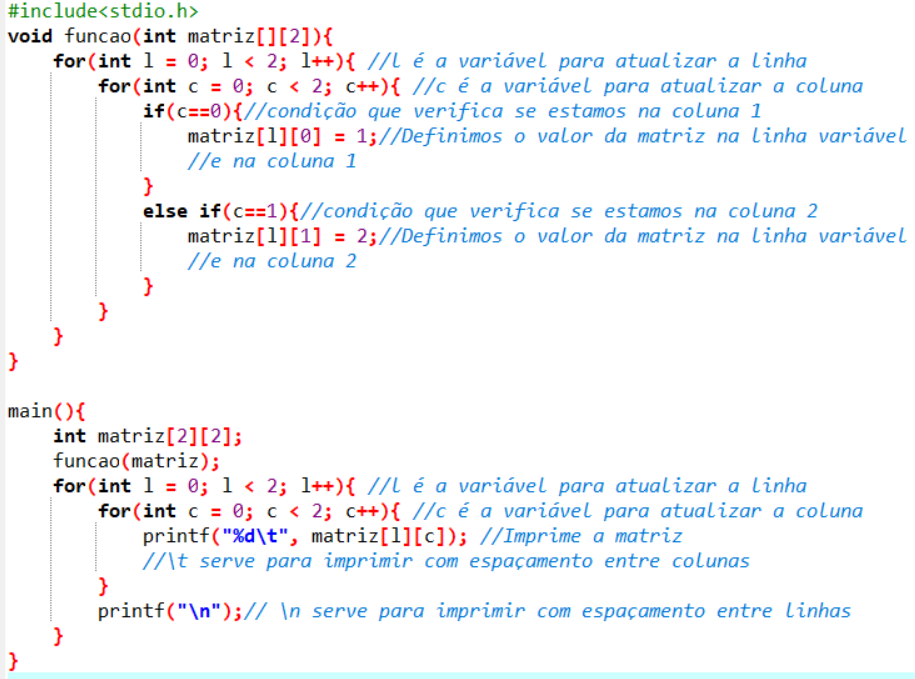 #include<stdio.h>
void funcao(int matriz[][2]){
    for(int l = 0; l < 2; l++){ //l é a variável para atualizar a linha
        for(int c = 0; c < 2; c++){ //c é a variável para atualizar a coluna
            if(c==0){//condição que verifica se estamos na coluna 1
                matriz[l][0] = 1;//Definimos o valor da matriz na linha variável
                //e na coluna 1
            }
            else if(c==1){//condição que verifica se estamos na coluna 2
                matriz[l][1] = 2;//Definimos o valor da matriz na linha variável
                //e na coluna 2
            }
        }
    }
}

main(){
    int matriz[2][2];
    funcao(matriz);
    for(int l = 0; l < 2; l++){ //l é a variável para atualizar a linha
        for(int c = 0; c < 2; c++){ //c é a variável para atualizar a coluna
            printf("%d\t", matriz[l][c]); //Imprime a matriz
            //\t serve para imprimir com espaçamento entre colunas
        }
        printf("\n");// \n serve para imprimir com espaçamento entre linhas
    }
}